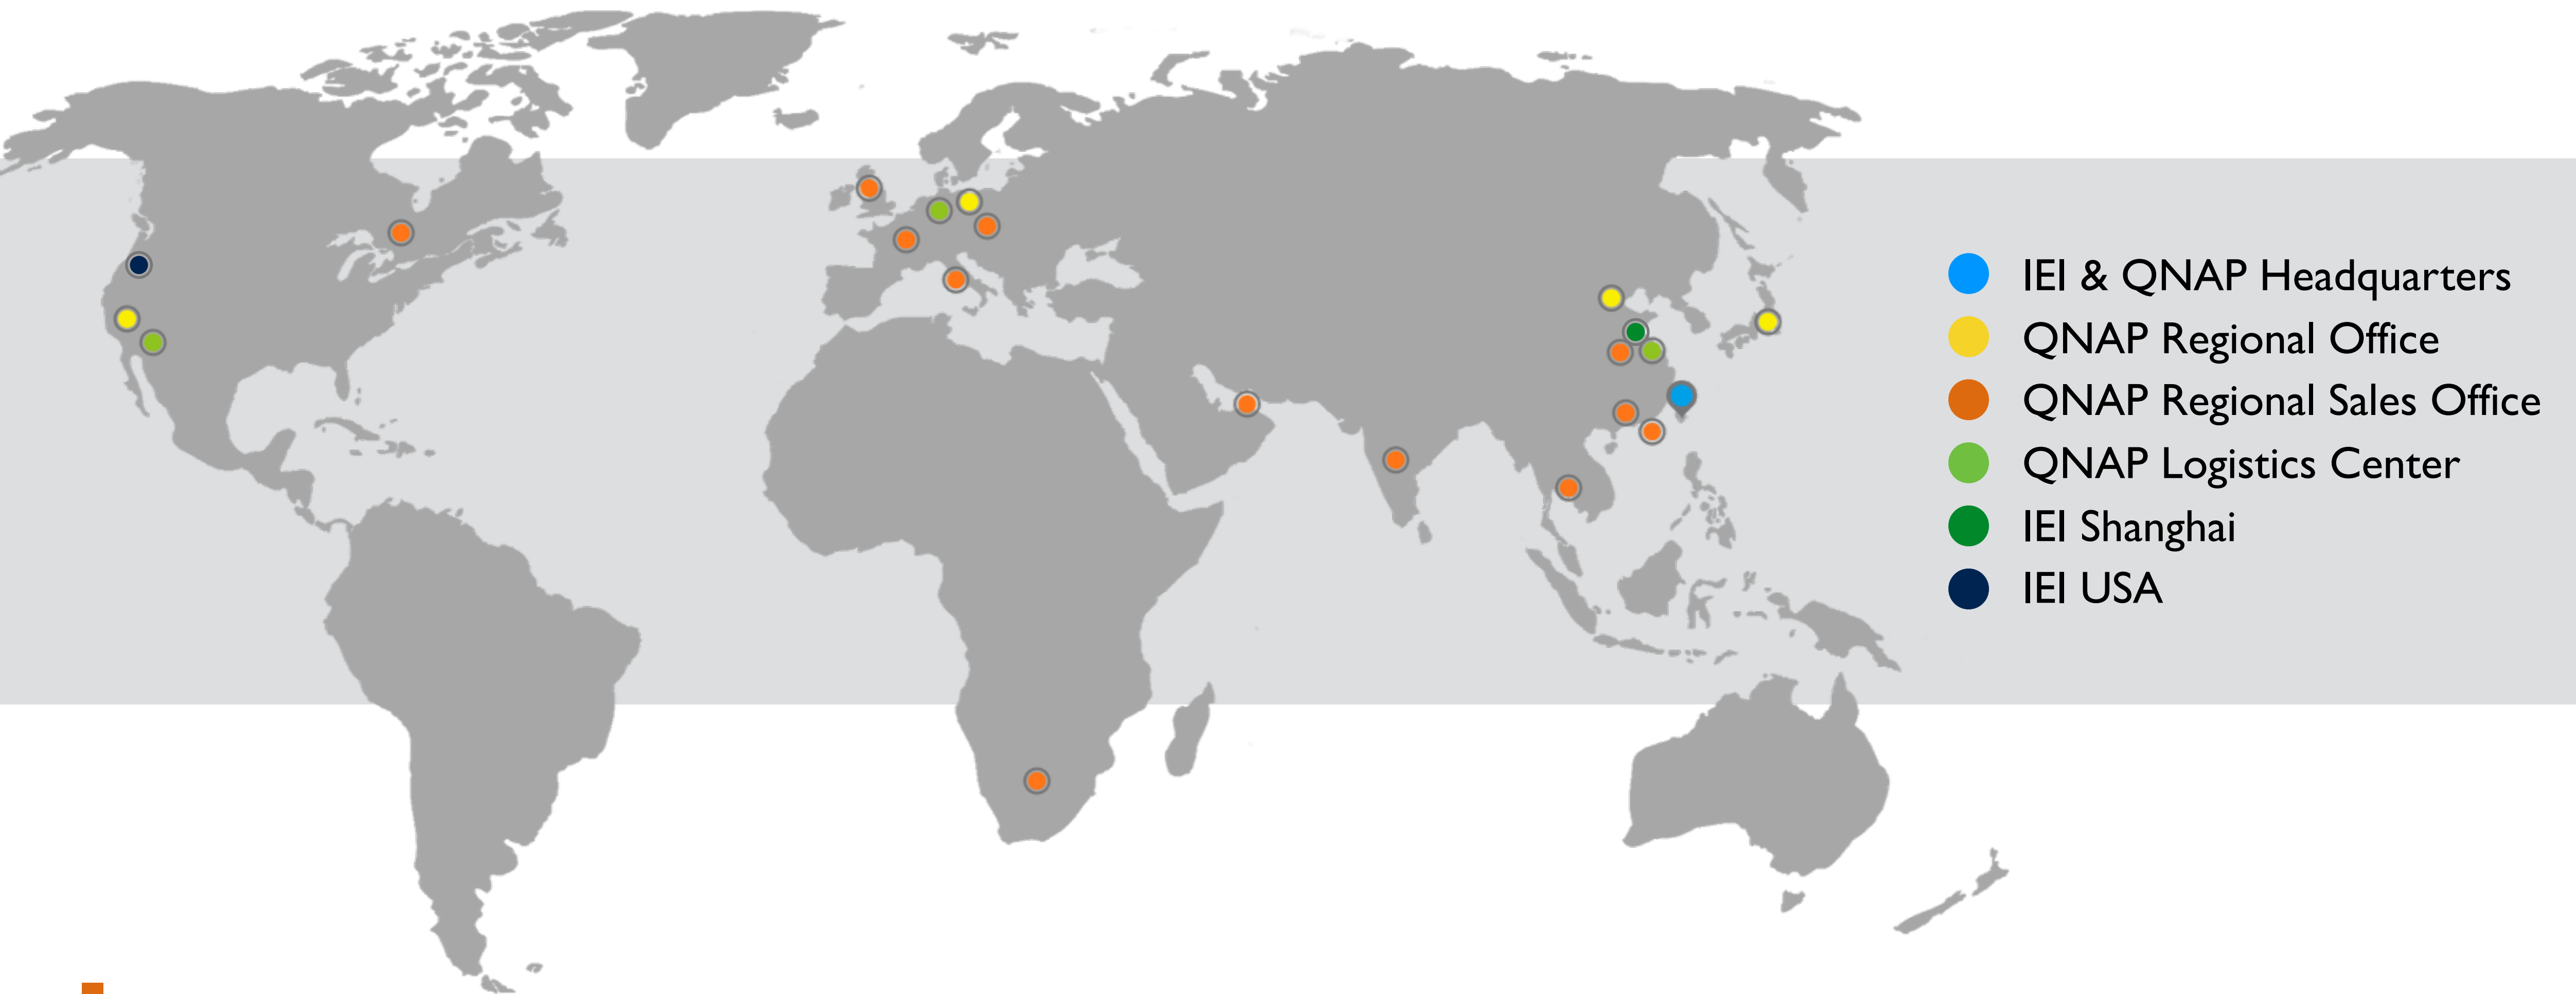 IEI & QNAP Headquarters
QNAP Regional Office
QNAP Regional Sales Office
QNAP Logistics Center
IEI Shanghai
IEI USA